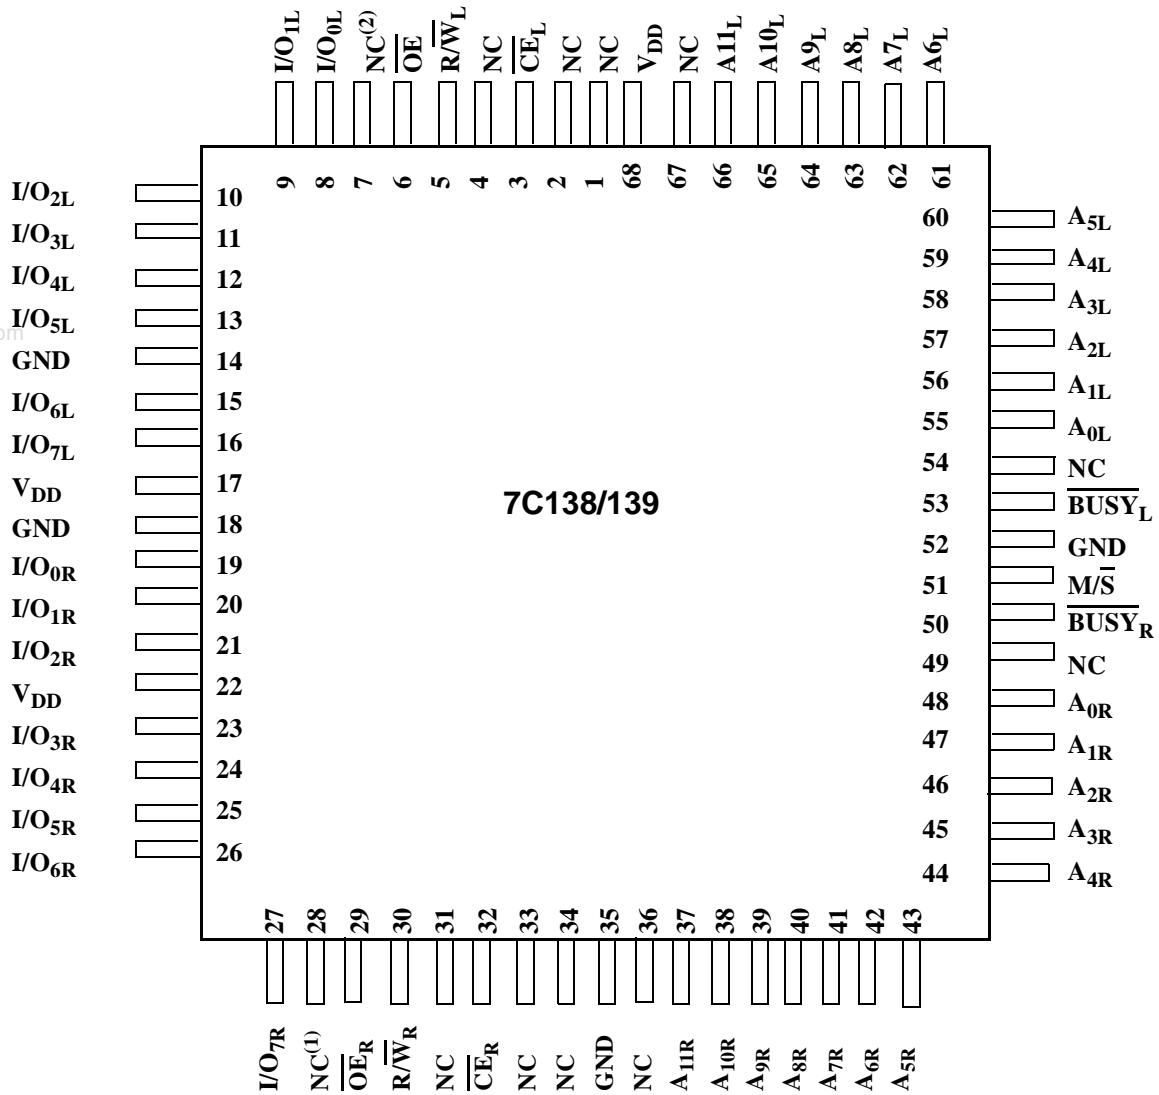 I/O1L I/O0L NC(2) OE R/WL NC CEL NC NC VDD NC A11L A10L A9L A8L A7L A6L
9 8 7 6 5 4 3 2 1 68 67 66 65 64 63 62 61
I/O2L 10
I/O3L 11
I/O4L 12
I/O5L 13
om
GND 14
I/O6L 15
I/O7L 16
VDD 17
GND 18
I/O0R 19
I/O1R 20
I/O2R 21
VDD 22
I/O3R 23
I/O4R 24
I/O5R 25
I/O6R 26
7C138/139
60 A5L
59 A4L
58 A3L
57 A2L
56 A1L
55 A0L
54 NC
53 BUSYL
52 GND
51 M/S
50 BUSYR
49 NC
48 A0R
47 A1R
46 A2R
45 A3R
44 A4R
27 28 29 30 31 32 33 34 35 36 37 38 39 40 41 42 43
I/O7R NC(1) OER R/WR NC CER NC NC GND NC A11R A10R A9R A8R A7R A6R A5R